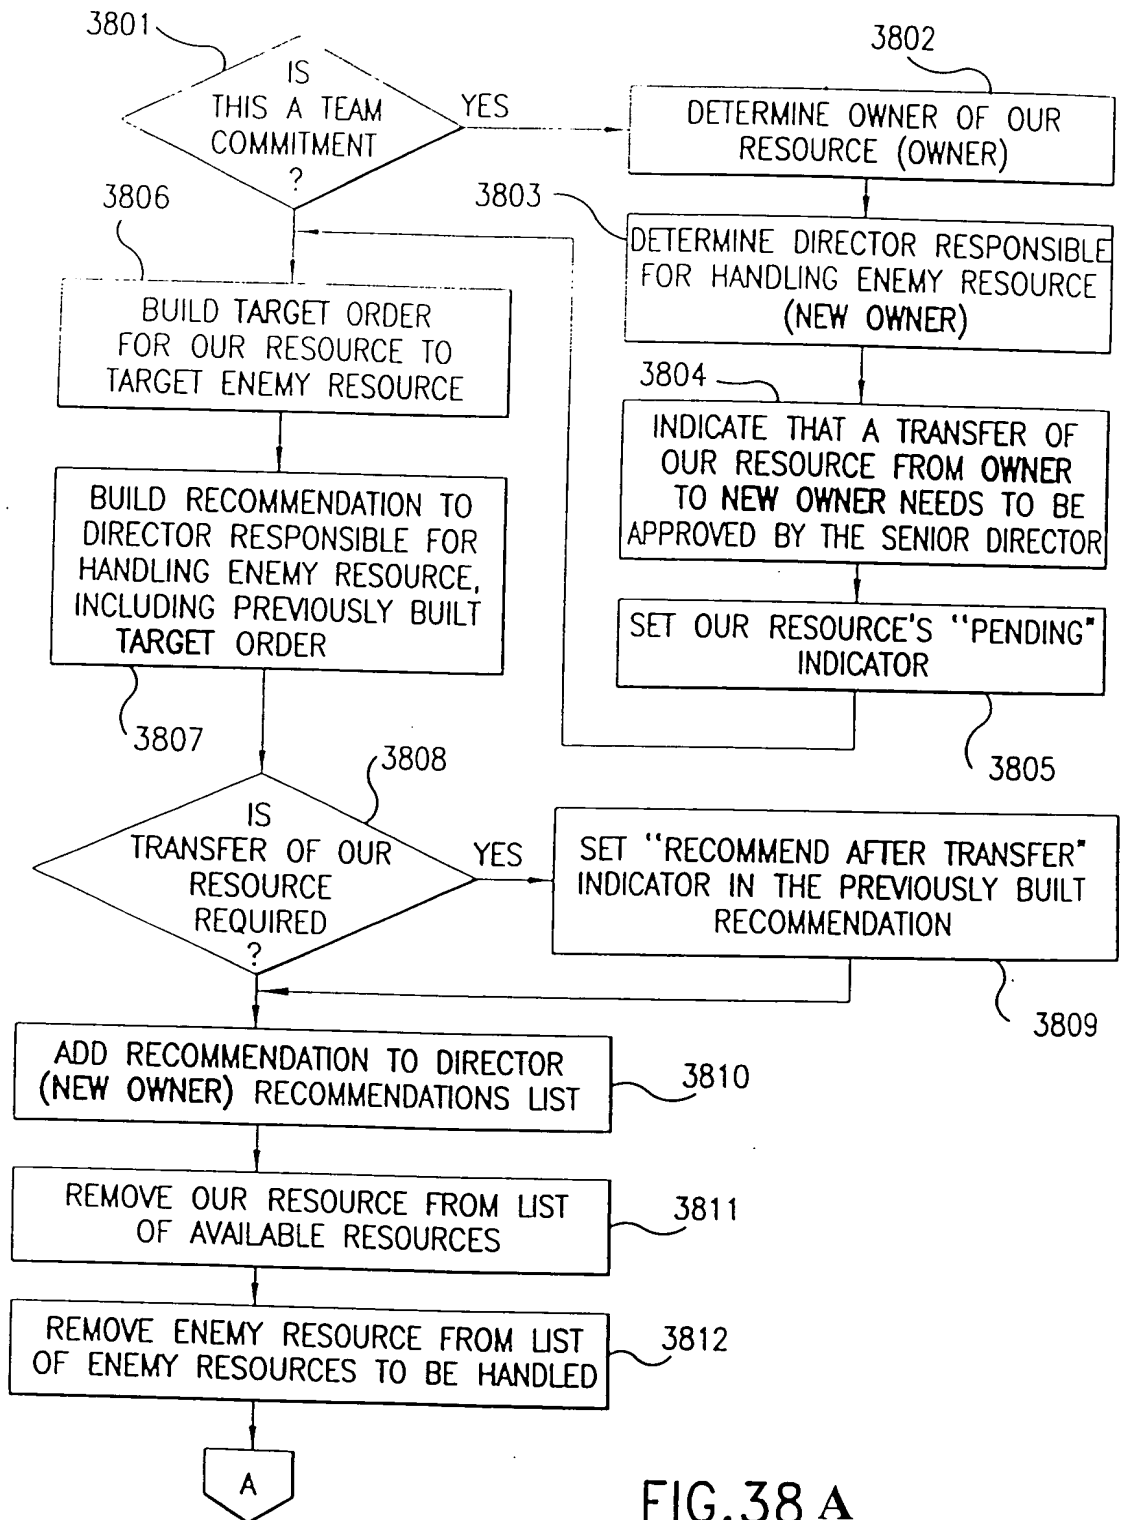 3801
IS
THIS A TEAM
COMMITMENT
?
YES
3802
DETERMINE OWNER OF OUR
RESOURCE (OWNER)
3803
DETERMINE DIRECTOR RESPONSIBLE
FOR HANDLING ENEMY RESOURCE
(NEW OWNER)
3804
INDICATE THAT A TRANSFER OF
OUR RESOURCE FROM OWNER
TO NEW OWNER NEEDS TO BE
APPROVED BY THE SENIOR DIRECTOR
SET OUR RESOURCE'S "PENDING"
INDICATOR
3805
3806
BUILD TARGET ORDER
FOR OUR RESOURCE TO
TARGET ENEMY RESOURCE
BUILD RECOMMENDATION TO
DIRECTOR RESPONSIBLE FOR
HANDLING ENEMY RESOURCE,
INCLUDING PREVIOUSLY BUILT
TARGET ORDER
3807
3808
IS
TRANSFER OF OUR
RESOURCE
REQUIRED
?
YES
SET "RECOMMEND AFTER TRANSFER"
INDICATOR IN THE PREVIOUSLY BUILT
RECOMMENDATION
3809
ADD RECOMMENDATION TO DIRECTOR
(NEW OWNER) RECOMMENDATIONS LIST
3810
REMOVE OUR RESOURCE FROM LIST
OF AVAILABLE RESOURCES
3811
REMOVE ENEMY RESOURCE FROM LIST
OF ENEMY RESOURCES TO BE HANDLED
3812
A
FIG.38 A